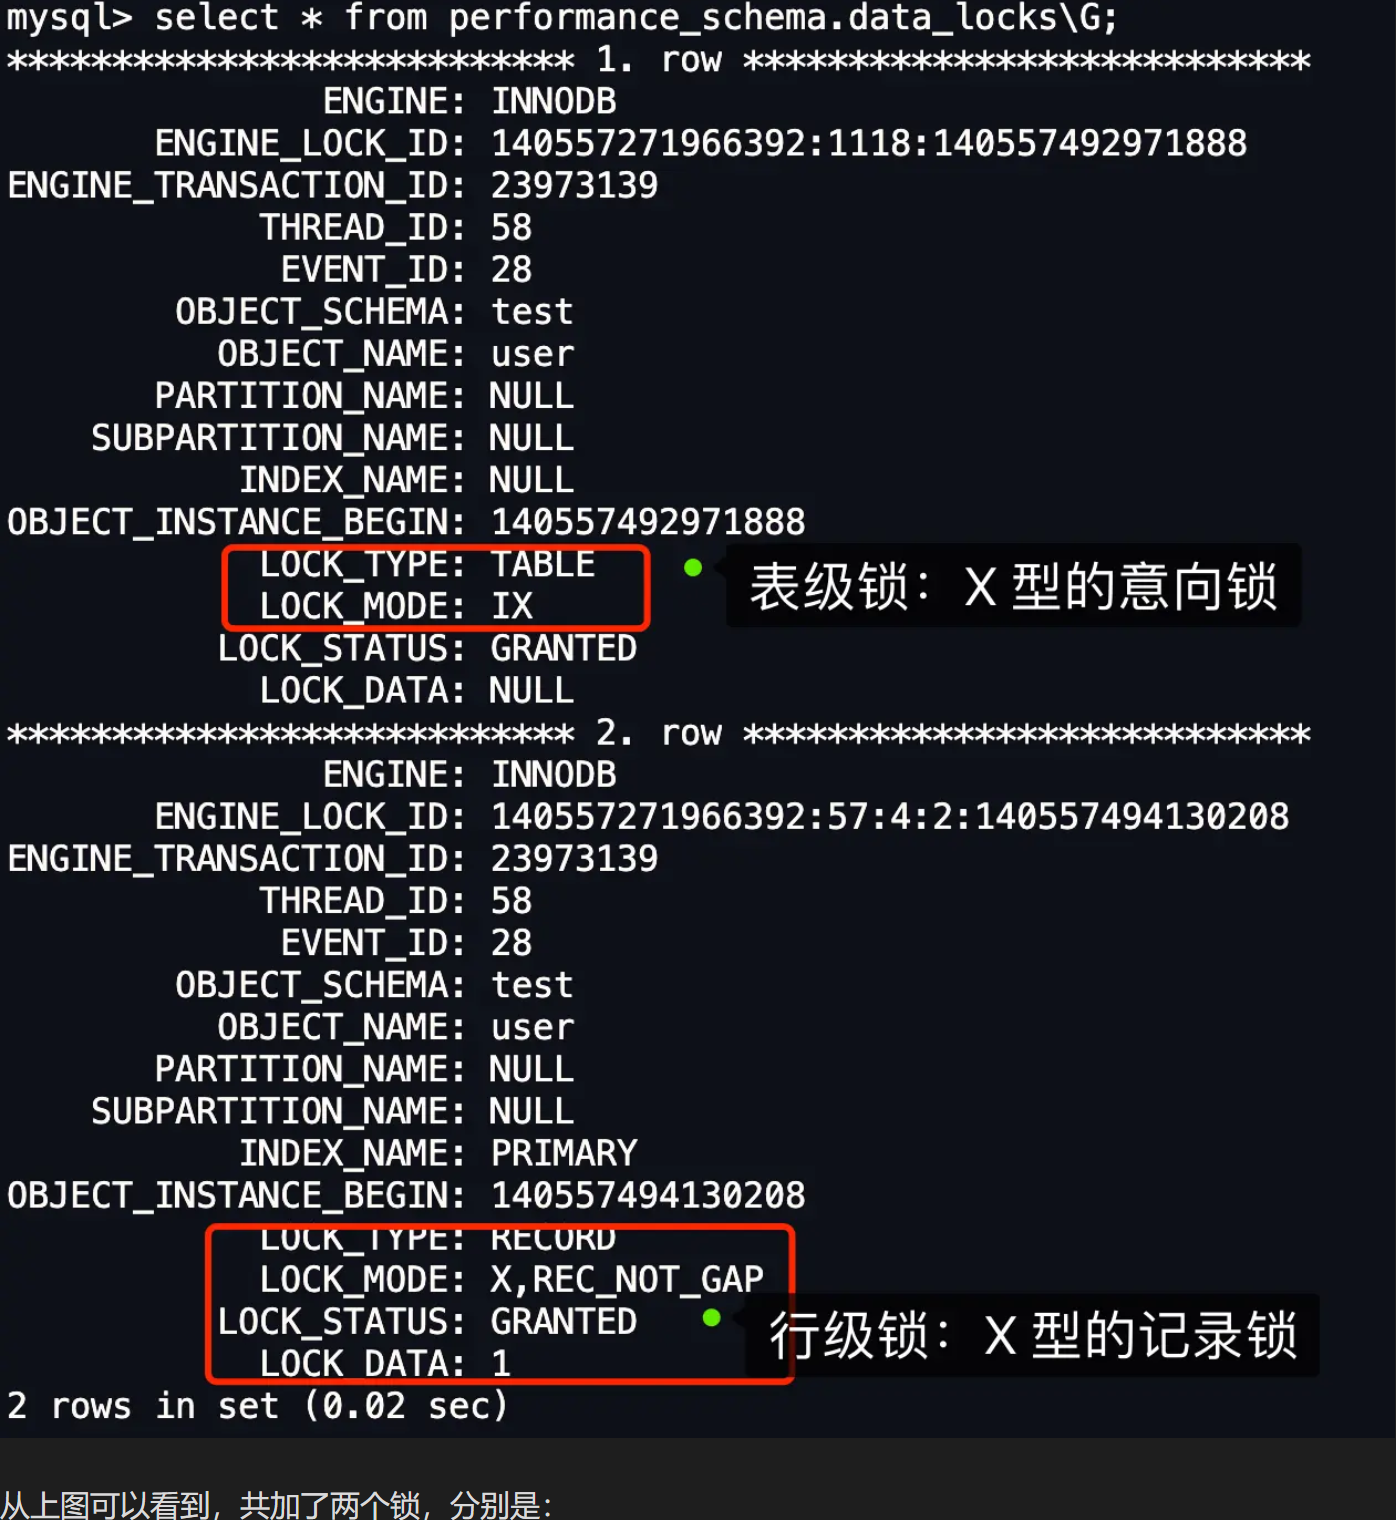 mysql> select * from performance_schema.data_locks\G;
*************************** 1. row ***************************
ENGINE: INNODB
ENGINE_LOCK_ID: 140557271966392:1118:140557492971888
ENGINE_TRANSACTION_ID: 23973139
THREAD_ID: 58
EVENT_ID: 28
OBJECT_SCHEMA: test
OBJECT_NAME: user
PARTITION_NAME: NULL
SUBPARTITION_NAME: NULL
INDEX_NAME: NULL
OBJECT_INSTANCE_BEGIN: 140557492971888
LOCK_TYPE: TABLE
LOCK_MODE: IX
表级锁：X 型的意向锁
LOCK_STATUS: GRANTED
LOCK_DATA: NULL
*************************** 2. row ***************************
ENGINE: INNODB
ENGINE_LOCK_ID: 140557271966392:57:4:2:140557494130208
ENGINE_TRANSACTION_ID: 23973139
THREAD_ID: 58
EVENT_ID: 28
OBJECT_SCHEMA: test
OBJECT_NAME: user
PARTITION_NAME: NULL
SUBPARTITION_NAME: NULL
INDEX_NAME: PRIMARY
OBJECT_INSTANCE_BEGIN: 140557494130208
LOCK_TYPE: RECORD
LOCK_MODE: X,REC_NOT_GAP
LOCK_STATUS: GRANTED
行级锁：X 型的记录锁
LOCK_DATA: 1
2 rows in set (0.02 sec)
从上图可以看到，共加了两个锁，分别是：